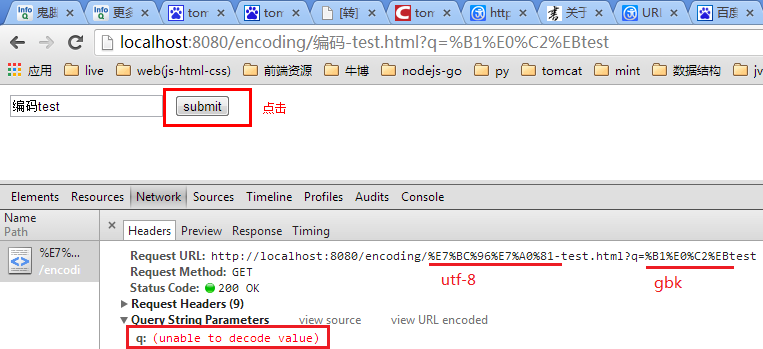 鬼脑 更多 tom 百度 tom [转] tom http 关于 URI 百度
localhost:8080/encoding/编码-test.html?q=%B1%E0%C2%EBtest
应用 live web(js-html-css) 前端资源 牛博 nodejs-go py tomcat mint 数据结构 jv
编码test submit 点击
Elements Resources Network Sources Timeline Profiles Audits Console
Name
Path
× Headers Preview Response Timing
%E7%...
/encodi
Request URL: http://localhost:8080/encoding/%E7%BC%96%E7%A0%81-test.html?q=%B1%E0%C2%EBtest
utf-8 gbk
Request Method: GET
Status Code: 200 OK
Request Headers (9)
Query String Parameters view source view URL encoded
q: (unable to decode value)